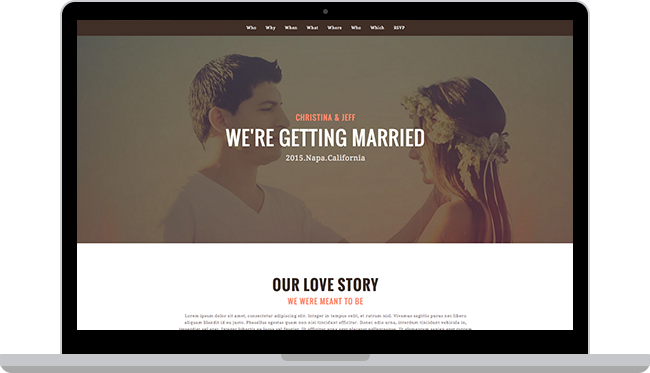 Who Why When What Where Who Which RSVP
CHRISTINA & JEFF
WE'RE GETTING MARRIED
2015.Napa.California
OUR LOVE STORY
WE WERE MEANT TO BE
Lorem ipsum dolor sit amet, consectetur adipiscing elit. Integer in tempus velit, et rutrum nisl. Vivamus sagittis purus nec libero
aliquam blandit id eu justo. Phasellus egestas quam non nisi tincidunt efficitur. Donec odio urna, interdum tincidunt vehicula in,